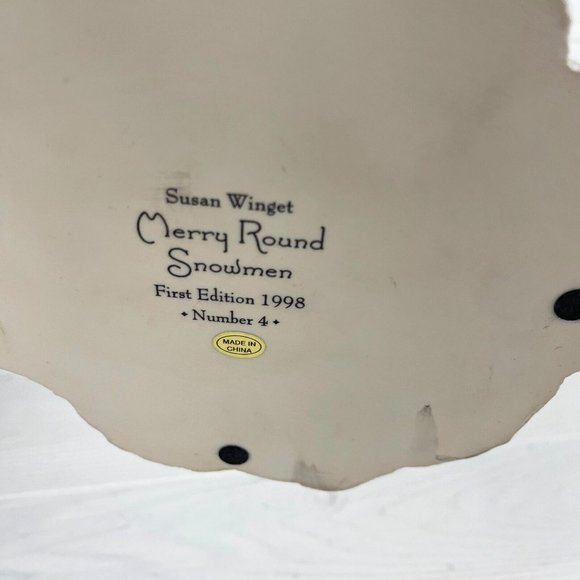 Susan Winget
Merry Round
Snowmen
First Edition 1998
• Number 4 •
MADE IN
CHINA